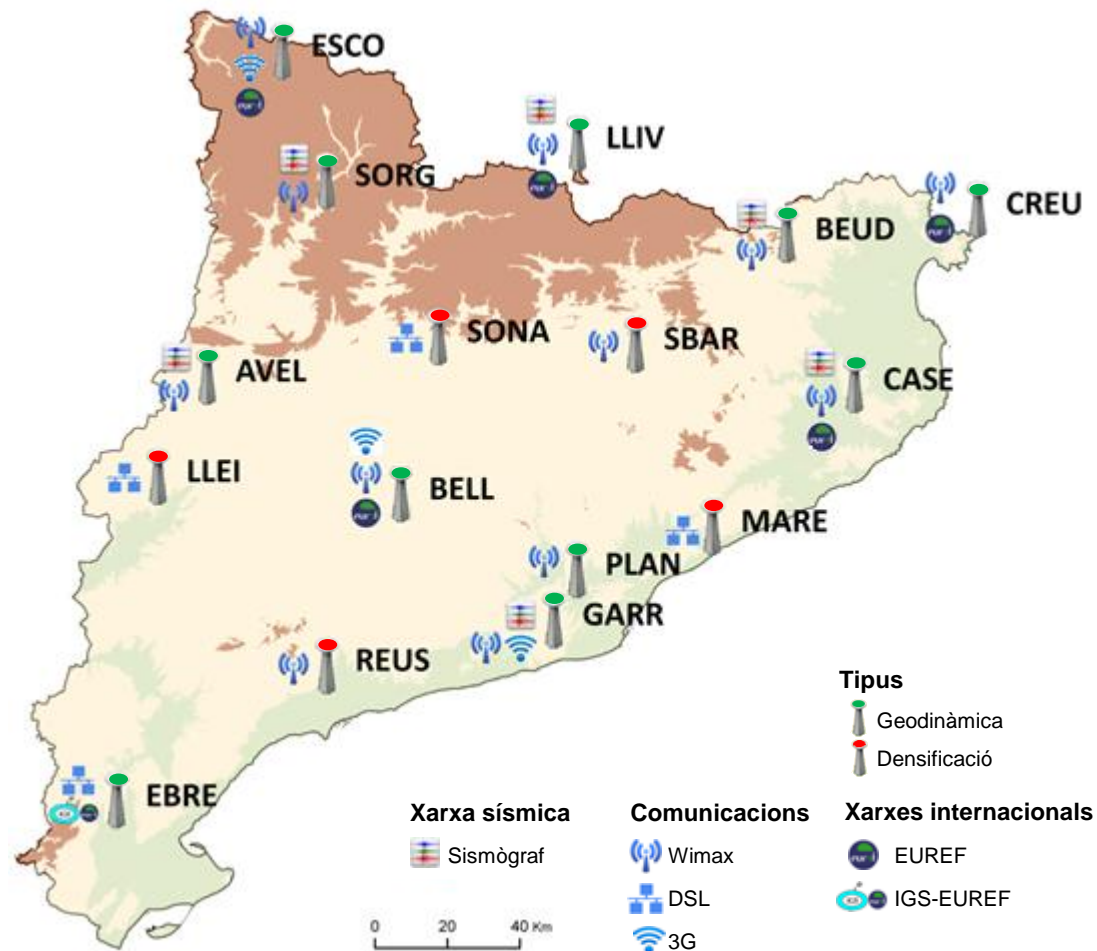 ESCO
LLIV
SORG
CREU
BEUD
SONA
SBAR
AVEL
CASE
LLEI
BELL
MARE
PLAN
GARR
REUS
EBRE
Tipus
Geodinàmica
Densificació
Xarxa sísmica
Sismògraf
Comunicacions
Wimax
DSL
3G
Xarxes internacionals
EUREF
IGS-EUREF
0 20 40 Km